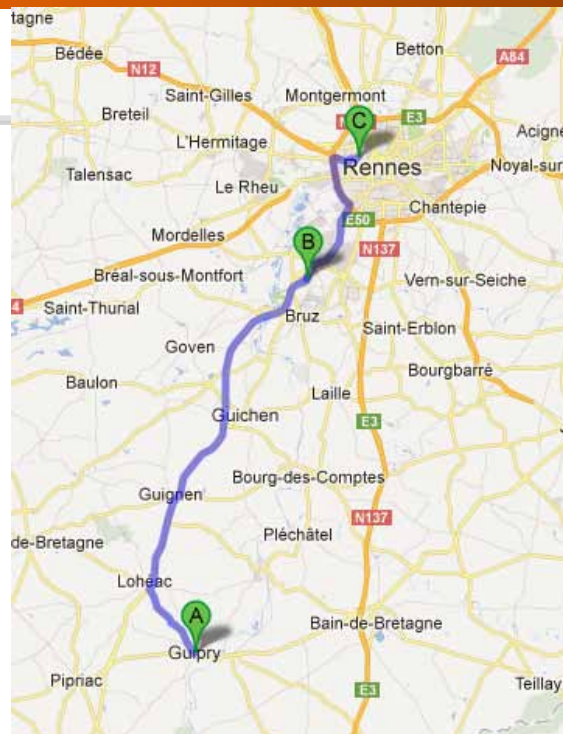 tagne
Betton
Bédée
N12
A84
Saint-Gilles
Montgermont
Breteil
C
E3
L'Hermitage
Acigné
Rennes
Talensac
Noyal-sur
Le Rheu
Chantepie
E50
Mordelles
B
N137
Bréal-sous-Montfort
Vern-sur-Seiche
4
Saint-Thurial
Bruz
Saint-Erblon
Goven
Bourgbarré
Baulon
Laille
Guichen
E3
Bourg-des-Comptes
Guignen
N137
Pléchâtel
de-Bretagne
Lohéac
A
Bain-de-Bretagne
Guipry
Pipriac
E3
Teillay